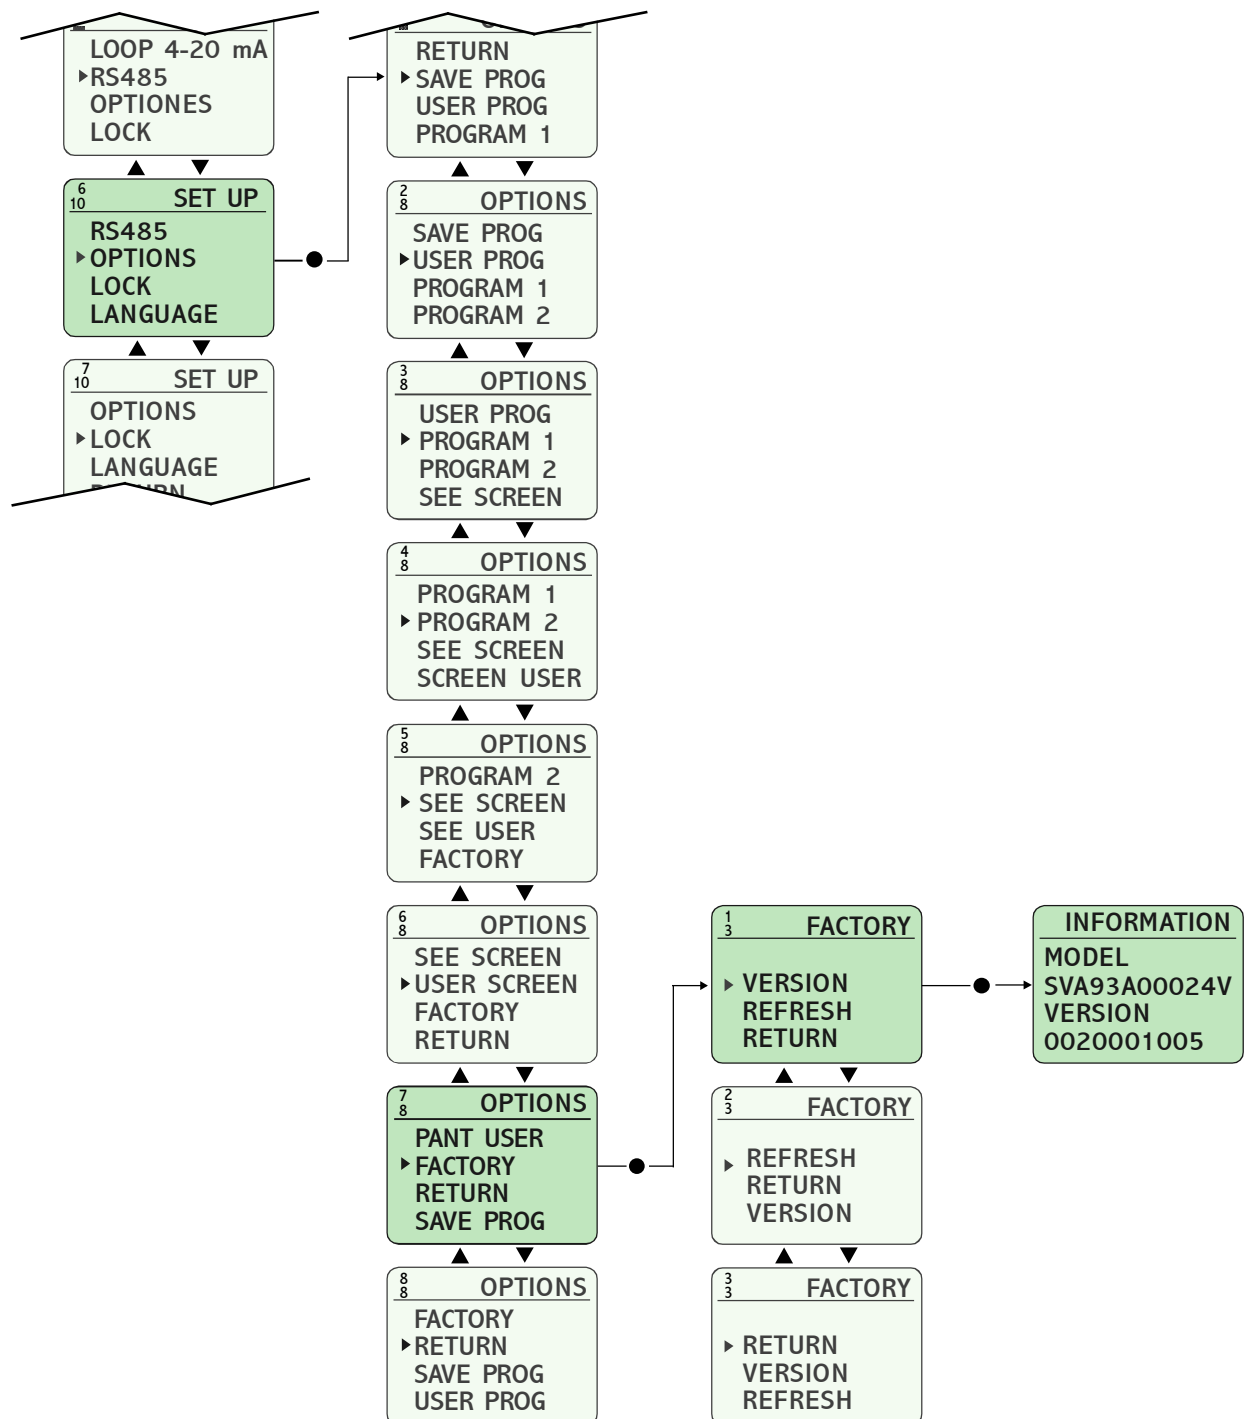 LOOP 4-20 mA
RS485
OPTIONES
LOCK
6
10
SET UP
RS485
OPTIONS
LOCK
LANGUAGE
7
10
SET UP
OPTIONS
LOCK
LANGUAGE
RETURN
SAVE PROG
USER PROG
PROGRAM 1
2
8
OPTIONS
SAVE PROG
USER PROG
PROGRAM 1
PROGRAM 2
3
8
OPTIONS
USER PROG
PROGRAM 1
PROGRAM 2
SEE SCREEN
4
8
OPTIONS
PROGRAM 1
PROGRAM 2
SEE SCREEN
SCREEN USER
5
8
OPTIONS
PROGRAM 2
SEE SCREEN
SEE USER
FACTORY
6
8
OPTIONS
SEE SCREEN
USER SCREEN
FACTORY
RETURN
7
8
OPTIONS
PANT USER
FACTORY
RETURN
SAVE PROG
8
8
OPTIONS
FACTORY
RETURN
SAVE PROG
USER PROG
1
3
FACTORY
VERSION
REFRESH
RETURN
2
3
FACTORY
REFRESH
RETURN
VERSION
3
3
FACTORY
RETURN
VERSION
REFRESH
INFORMATION
MODEL
SVA93A00024V
VERSION
0020001005